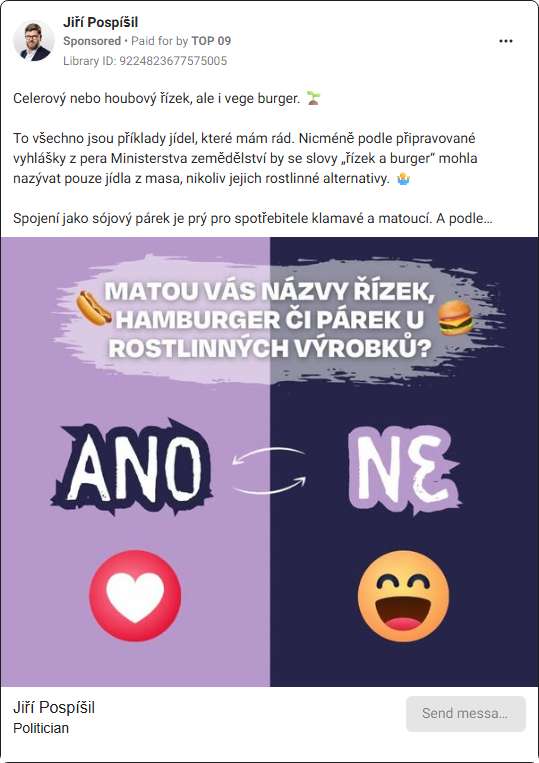 Jiří Pospíšil
Sponsored • Paid for by TOP 09
Library ID: 9224823677575005
Celerový nebo houbový řízek, ale i vege burger.
To všechno jsou příklady jídel, které mám rád. Nicméně podle připravované
vyhlášky z pera Ministerstva zemědělství by se slovy „řízek a burger“ mohla
nazývat pouze jídla z masa, nikoliv jejich rostlinné alternativy.
Spojení jako sójový párek je prý pro spotřebitele klamavé a matoucí. A podle...
MATOU VÁS NÁZVY ŘÍZEK,
HAMBURGER ČI PÁREK U
ROSTLINNÝCH VÝROBKŮ?
ANO
NE
Jiří Pospíšil
Politician
Send messa...